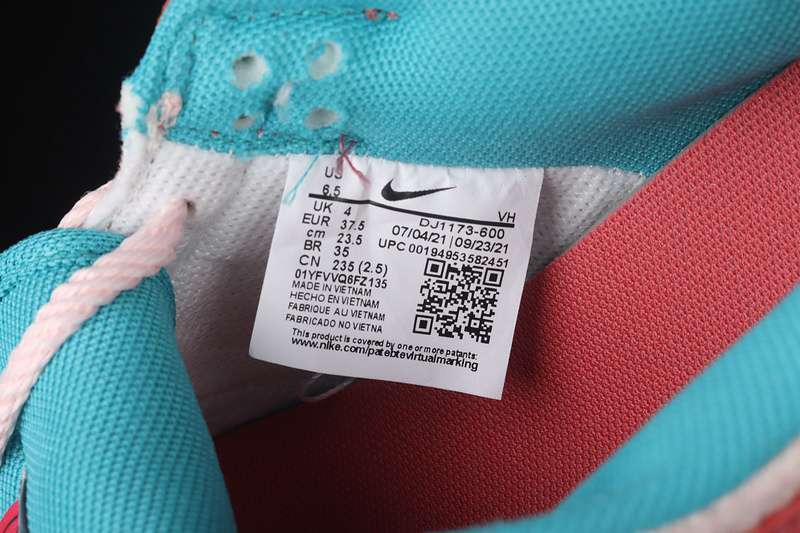 US
6.5
UK 4
EUR 37.5
cm 23.5
BR 35
CN 235 (2.5)
01YFVVQ6FZ135
MADE IN VIETNAM
HECHO EN VIETNAM
FABRIQUE AU VIETNAM
FABRICADO NO VIETNA
VH
DJ1173-600
07/04/21 | 09/23/21
UPC 00194953582451
This product is covered by one or more patents:
www.nike.com/patebtevirtualmarking